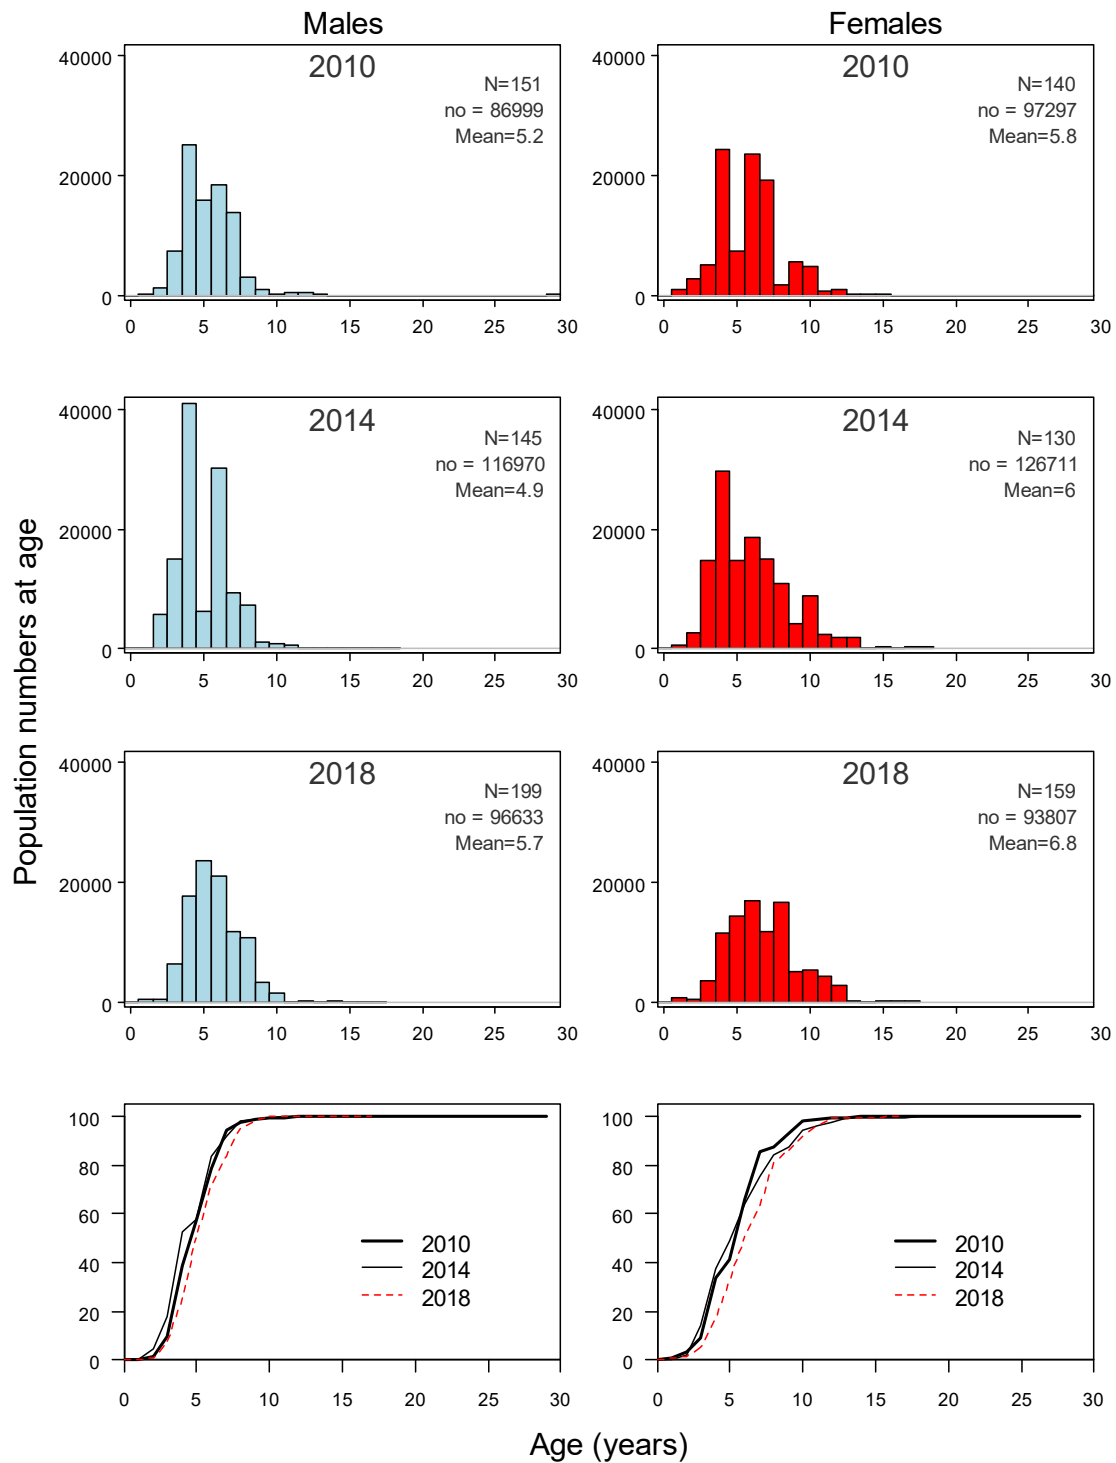 Males
Females
2010
N=151
no = 86999
Mean=5.2
40000
20000
0
0 5 10 15 20 25 30
2010
N=140
no = 97297
Mean=5.8
40000
20000
0
0 5 10 15 20 25 30
2014
N=145
no = 116970
Mean=4.9
40000
20000
0
0 5 10 15 20 25 30
2014
N=130
no = 126711
Mean=6
40000
20000
0
0 5 10 15 20 25 30
2018
N=199
no = 96633
Mean=5.7
40000
20000
0
0 5 10 15 20 25 30
2018
N=159
no = 93807
Mean=6.8
40000
20000
0
0 5 10 15 20 25 30
Population numbers at age
100
80
60
40
20
0
2010
2014
2018
0 5 10 15 20 25 30
100
80
60
40
20
0
2010
2014
2018
0 5 10 15 20 25 30
Age (years)